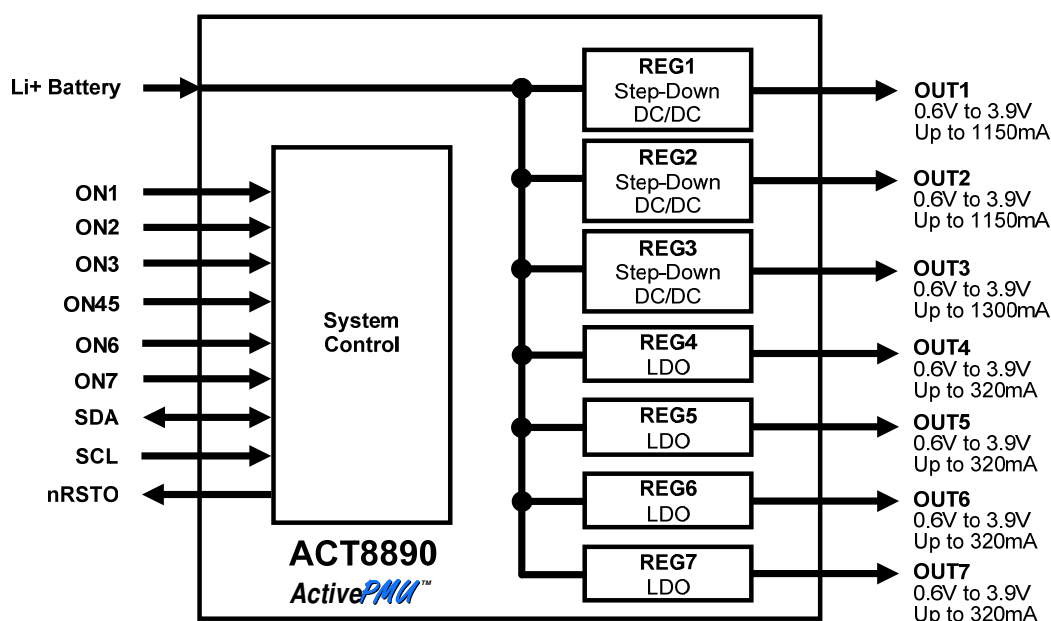 Li+ Battery
ON1
ON2
ON3
ON45
ON6
ON7
SDA
SCL
nRSTO
System
Control
ACT8890
ActivePMU™
REG1
Step-Down
DC/DC
REG2
Step-Down
DC/DC
REG3
Step-Down
DC/DC
REG4
LDO
REG5
LDO
REG6
LDO
REG7
LDO
OUT1
0.6V to 3.9V
Up to 1150mA
OUT2
0.6V to 3.9V
Up to 1150mA
OUT3
0.6V to 3.9V
Up to 1300mA
OUT4
0.6V to 3.9V
Up to 320mA
OUT5
0.6V to 3.9V
Up to 320mA
OUT6
0.6V to 3.9V
Up to 320mA
OUT7
0.6V to 3.9V
Up to 320mA